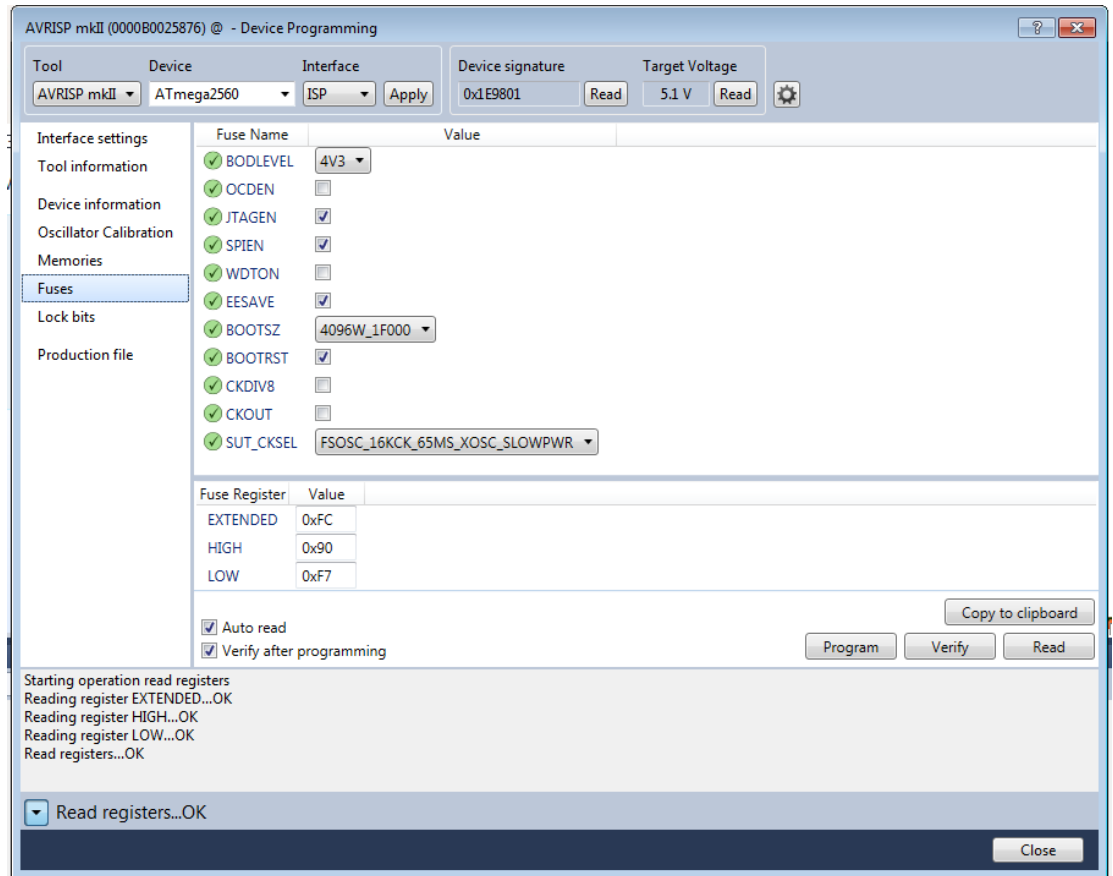 AVRISP mkII (0000B0025876) @ - Device Programming
Tool Device Interface Device signature Target Voltage
AVRISP mkII ATmega2560 ISP Apply 0x1E9801 Read 5.1 V Read
Interface settings
Tool information
Device information
Oscillator Calibration
Memories
Fuses
Lock bits
Production file
Fuse Name Value
BODLEVEL 4V3
OCDEN
JTAGEN
SPIEN
WDTON
EESAVE
BOOTSZ 4096W_1F000
BOOTRST
CKDIV8
CKOUT
SUT_CKSEL FSOSC_16KCK_65MS_XOSC_SLOWPWR
Fuse Register Value
EXTENDED 0xFC
HIGH 0x90
LOW 0xF7
Copy to clipboard
Auto read
Verify after programming
Program Verify Read
Starting operation read registers
Reading register EXTENDED...OK
Reading register HIGH...OK
Reading register LOW...OK
Read registers...OK
Read registers...OK
Close